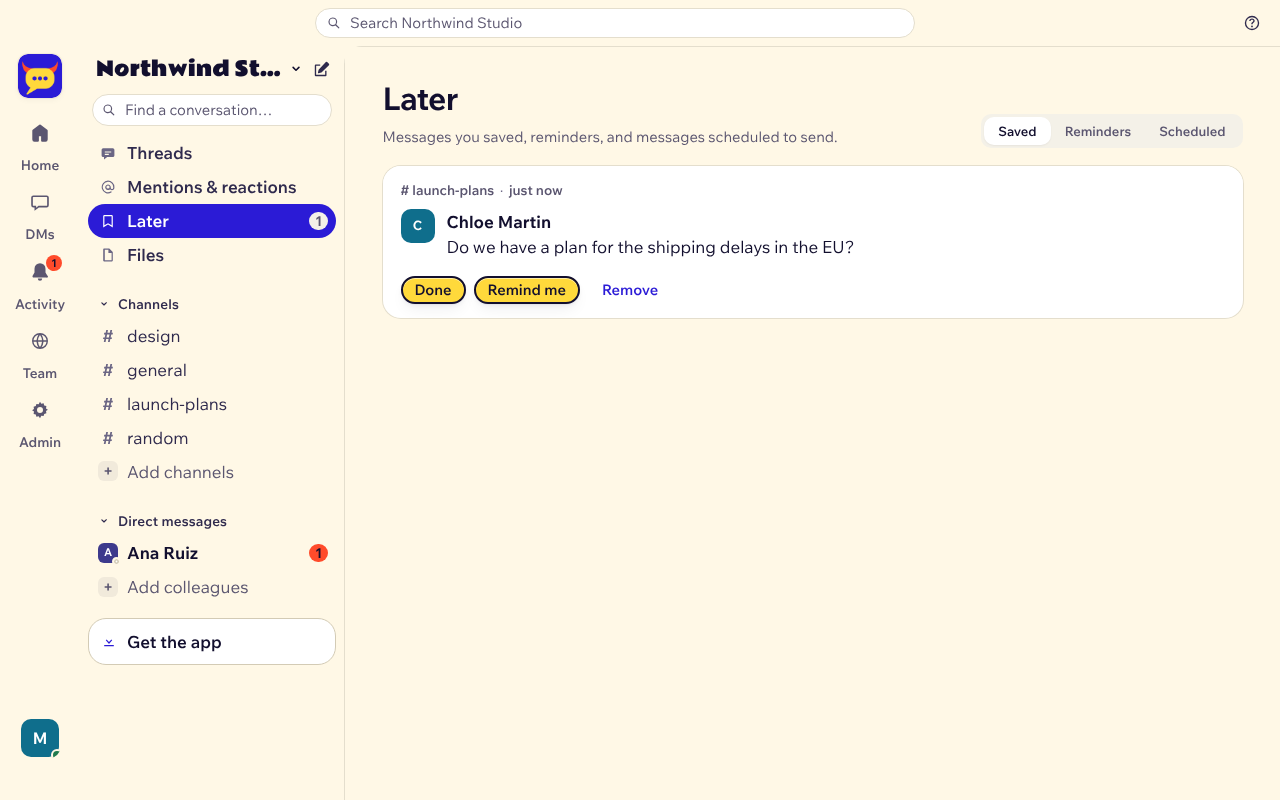 Search Northwind Studio
Northwind St...
Find a conversation…
Home
DMs
1
Activity
Team
Admin
M
Threads
Mentions & reactions
Later 1
Files
Channels
# design
# general
# launch-plans
# random
+ Add channels
Direct messages
A Ana Ruiz 1
+ Add colleagues
Get the app
Later
Messages you saved, reminders, and messages scheduled to send.
Saved Reminders Scheduled
# launch-plans · just now
C Chloe Martin
Do we have a plan for the shipping delays in the EU?
Done Remind me Remove